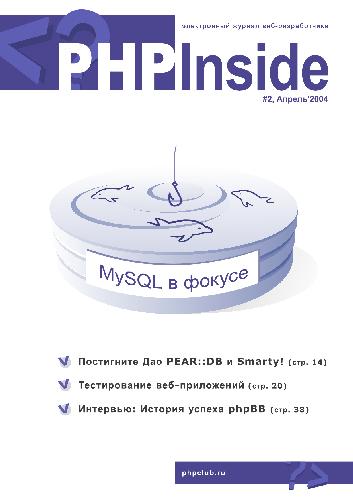 <?
электронный журнал веб-разработчика
PHPInside
#2, Апрель'2004
MySQL в фокусе
Постигните Дао PEAR::DB и Smarty! (стр. 14)
Тестирование веб-приложений (стр. 20)
Интервью: История успеха phpBB (стр. 38)
phpclub.ru
?>